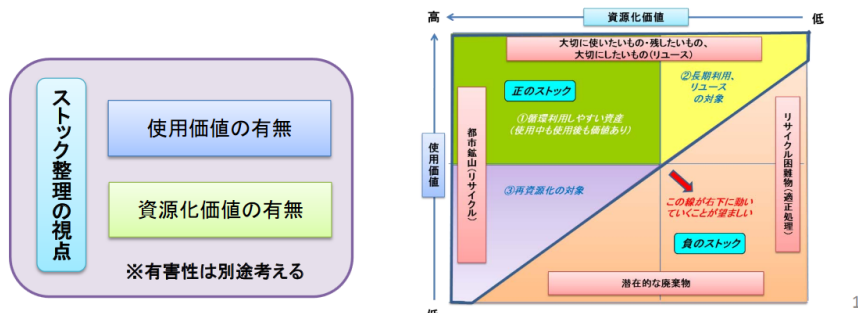 ストック整理の視点
使用価値の有無
資源化価値の有無
※有害性は別途考える
高
資源化価値
低
大切に使いたいもの・残したいもの、
大切にしたいもの(リユース)
正のストック
②長期利用、
リユース
の対象
①循環利用しやすい資産
(使用中も使用後も価値あり)
使用価値
都市鉱山(リサイクル)
リサイクル困難物(適正処理)
③再資源化の対象
この線が右下に動い
ていくことが望ましい
負のストック
潜在的な廃棄物
低
1